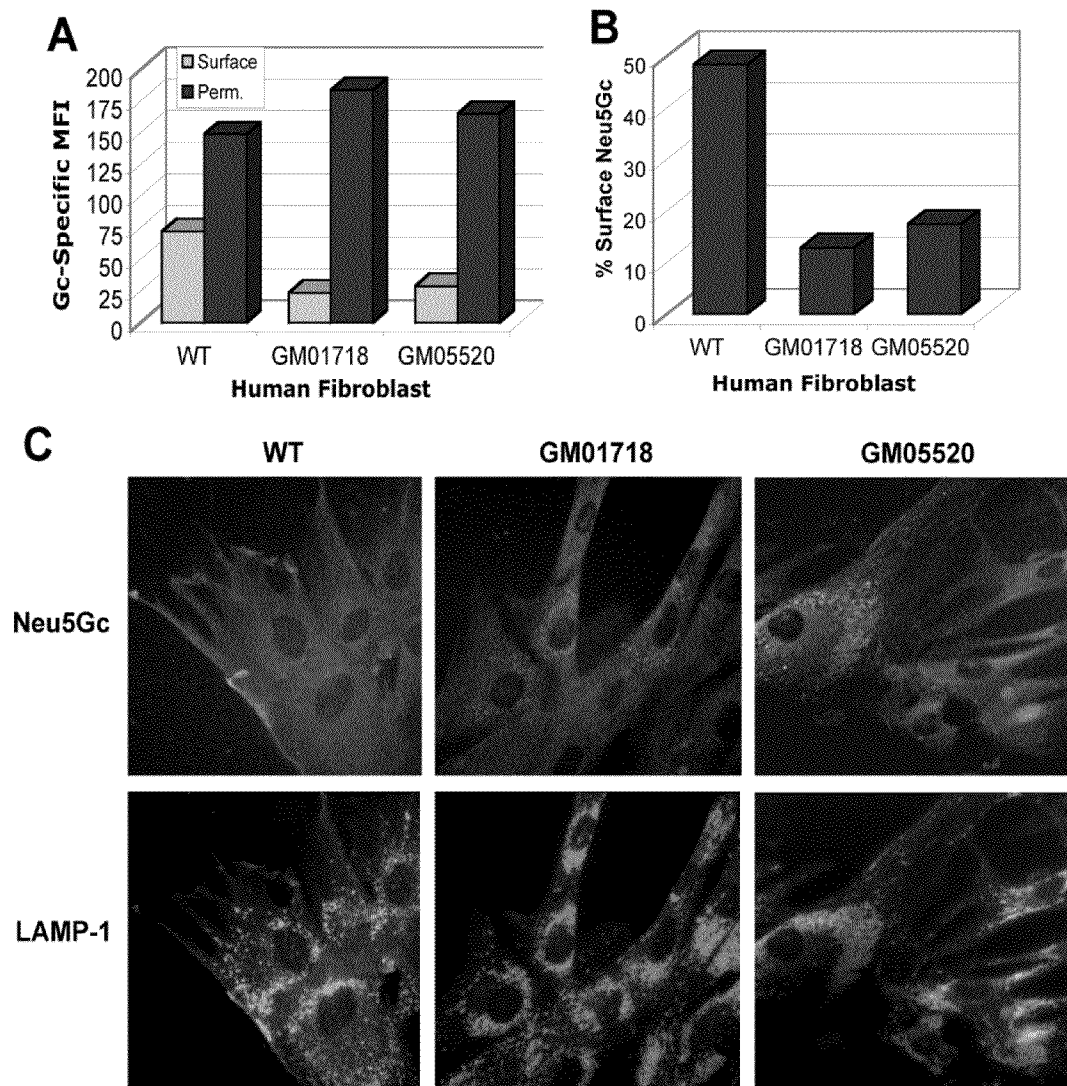 A
Gc-Specific MFI
200
175
150
125
100
75
50
25
0
Surface
Perm.
WT GM01718 GM05520
Human Fibroblast
B
% Surface Neu5Gc
50
40
30
20
10
0
WT GM01718 GM05520
Human Fibroblast
C
WT GM01718 GM05520
Neu5Gc
LAMP-1